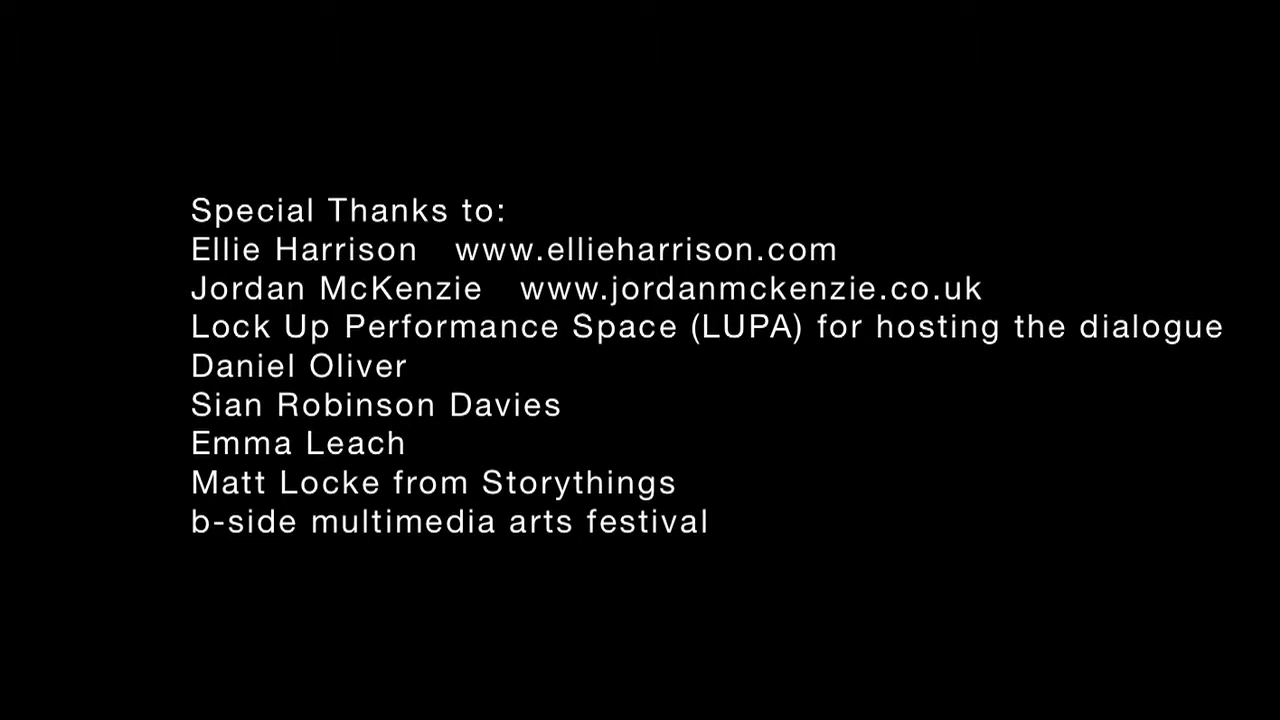 Special Thanks to:
Ellie Harrison www.ellieharrison.com
Jordan McKenzie www.jordanmckenzie.co.uk
Lock Up Performance Space (LUPA) for hosting the dialogue
Daniel Oliver
Sian Robinson Davies
Emma Leach
Matt Locke from Storythings
b-side multimedia arts festival